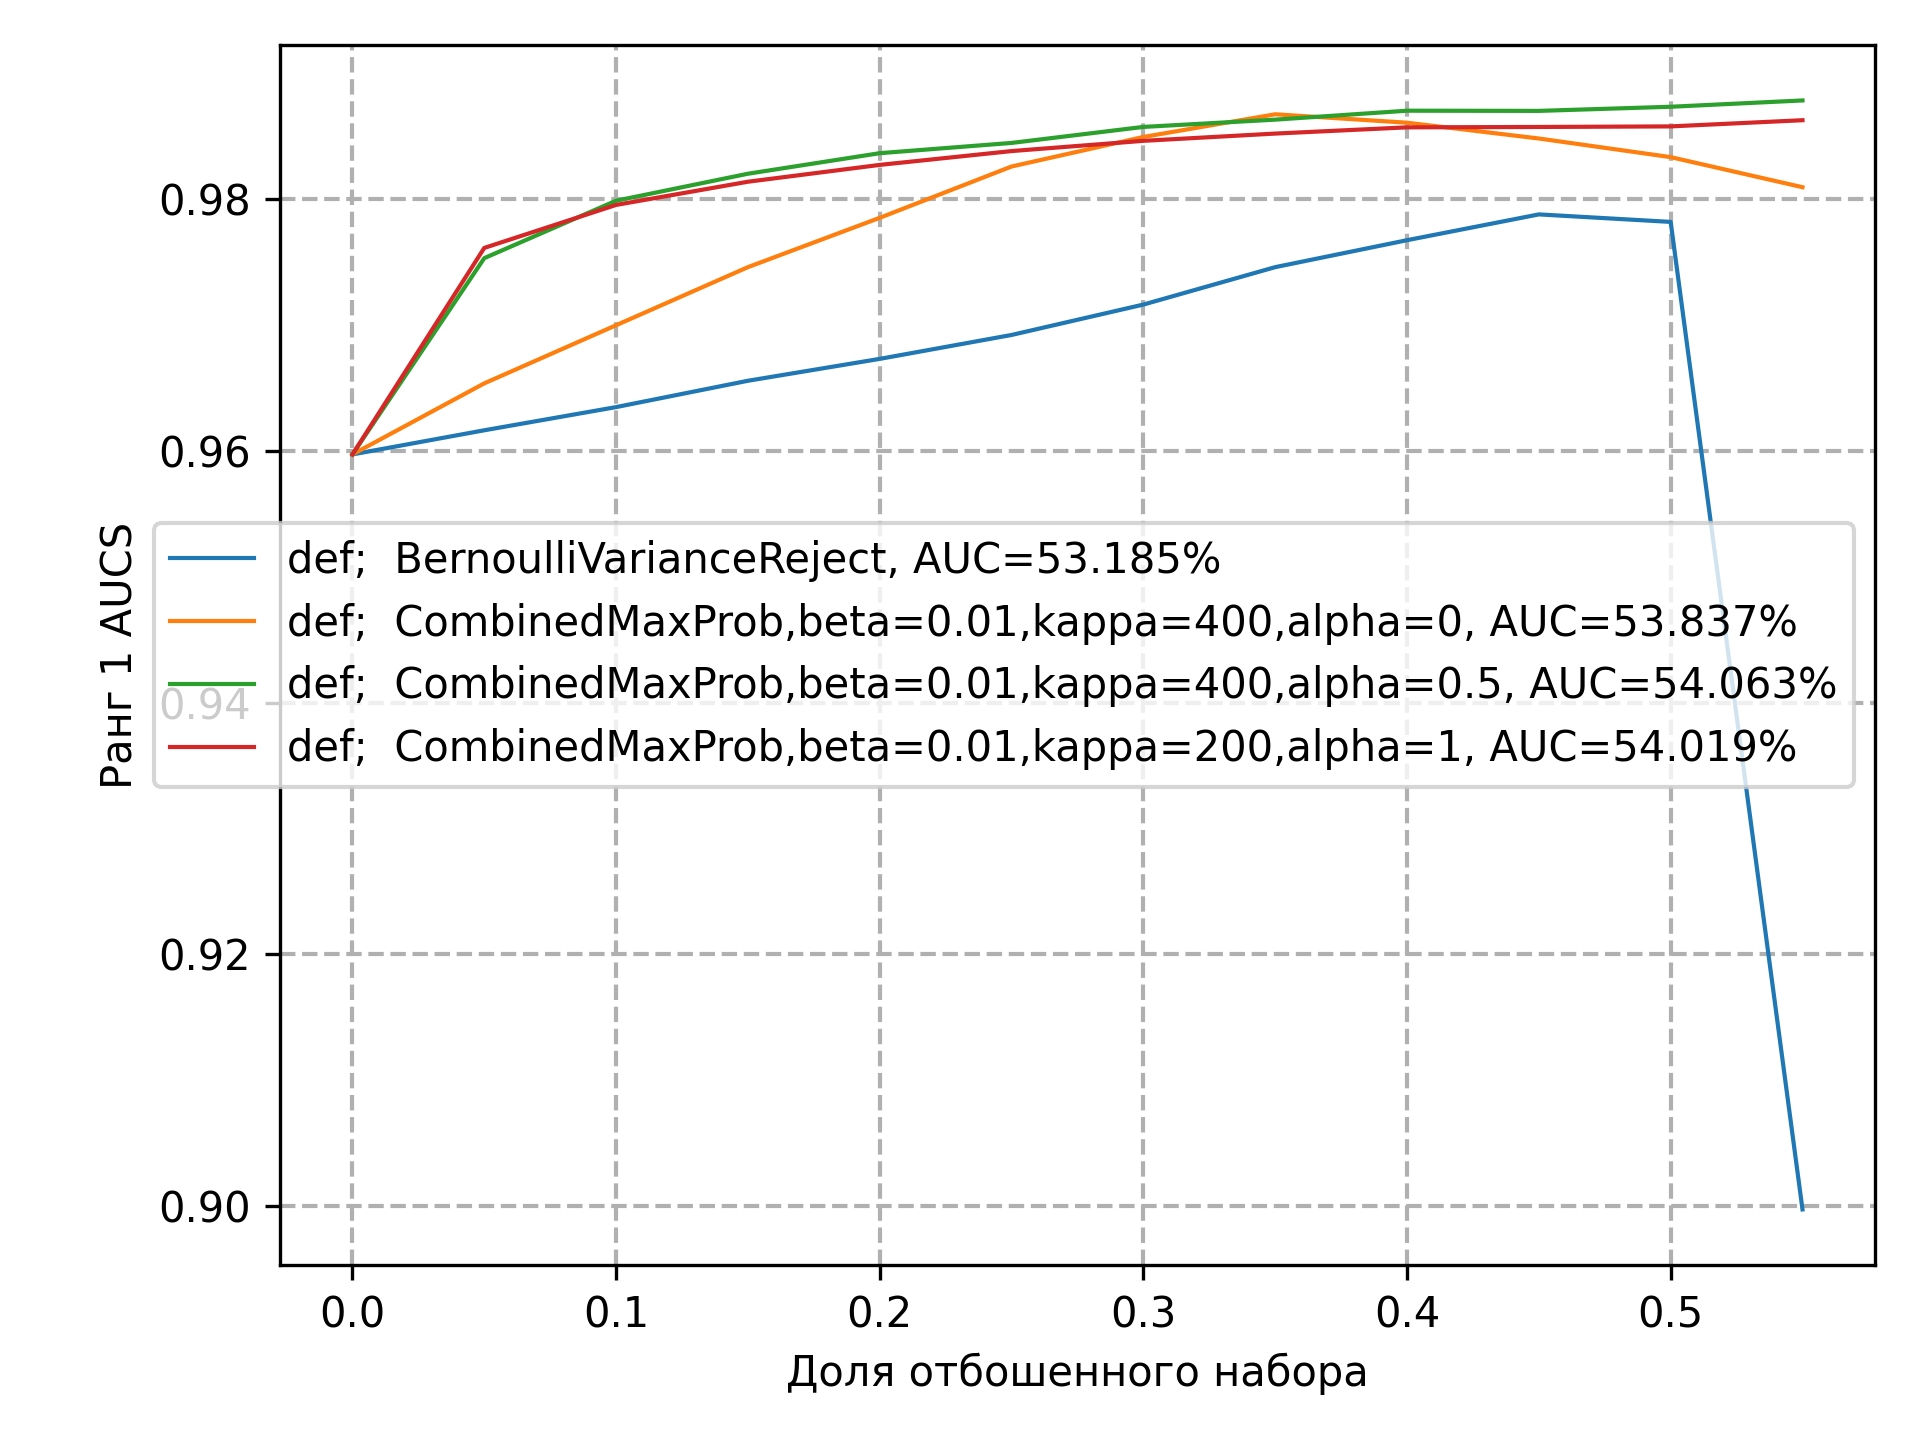 0.98
0.96
0.94
0.92
0.90
Ранг 1 AUCS
def;  BernoulliVarianceReject, AUC=53.185%
def;  CombinedMaxProb,beta=0.01,kappa=400,alpha=0, AUC=53.837%
def;  CombinedMaxProb,beta=0.01,kappa=400,alpha=0.5, AUC=54.063%
def;  CombinedMaxProb,beta=0.01,kappa=200,alpha=1, AUC=54.019%
0.0 0.1 0.2 0.3 0.4 0.5
Доля отбошенного набора